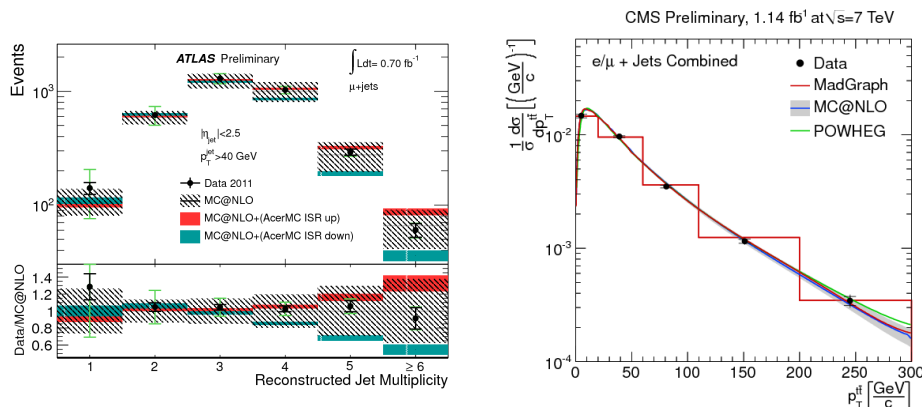 ATLAS Preliminary
∫ Ldt= 0.70 fb⁻¹
μ+jets
Events
10³
10²
|η_jet|<2.5
p_T^jet>40 GeV
Data 2011
MC@NLO
MC@NLO+(AcerMC ISR up)
MC@NLO+(AcerMC ISR down)
Data/MC@NLO
1.4
1.2
1
0.8
0.6
1 2 3 4 5 ≥ 6
Reconstructed Jet Multiplicity
CMS Preliminary, 1.14 fb⁻¹ at √s=7 TeV
e/μ + Jets Combined
Data
MadGraph
MC@NLO
POWHEG
1/σ dσ/dp_T^tt̄ [(GeV/c)⁻¹]
10⁻²
10⁻³
10⁻⁴
0 50 100 150 200 250 300
p_T^tt̄ [GeV/c]